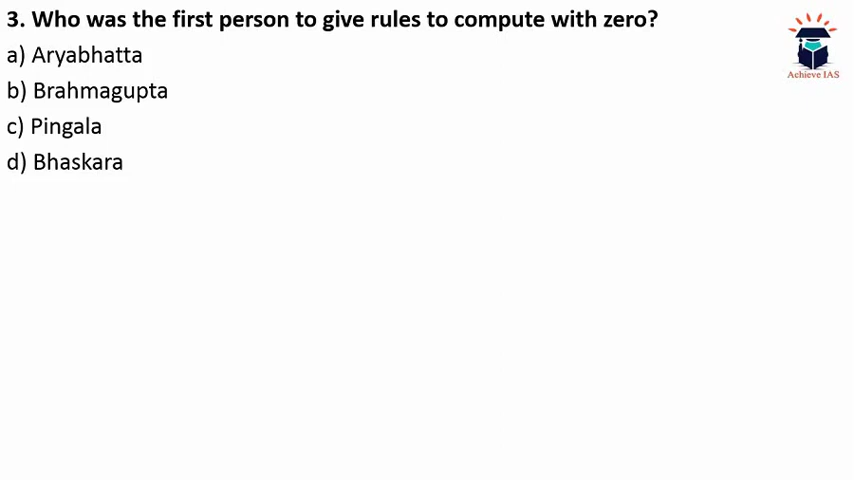 3. Who was the first person to give rules to compute with zero?
a) Aryabhatta
b) Brahmagupta
c) Pingala
d) Bhaskara
Achieve IAS